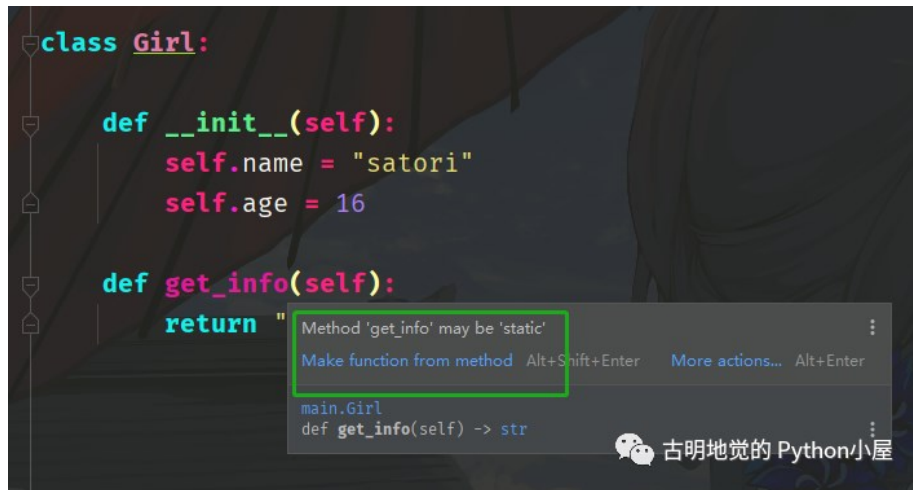 class Girl:
def __init__(self):
self.name = "satori"
self.age = 16
def get_info(self):
return "
Method 'get_info' may be 'static'
Make function from method Alt+Shift+Enter More actions... Alt+Enter
main.Girl
def get_info(self) -> str
古明地觉的 Python小屋